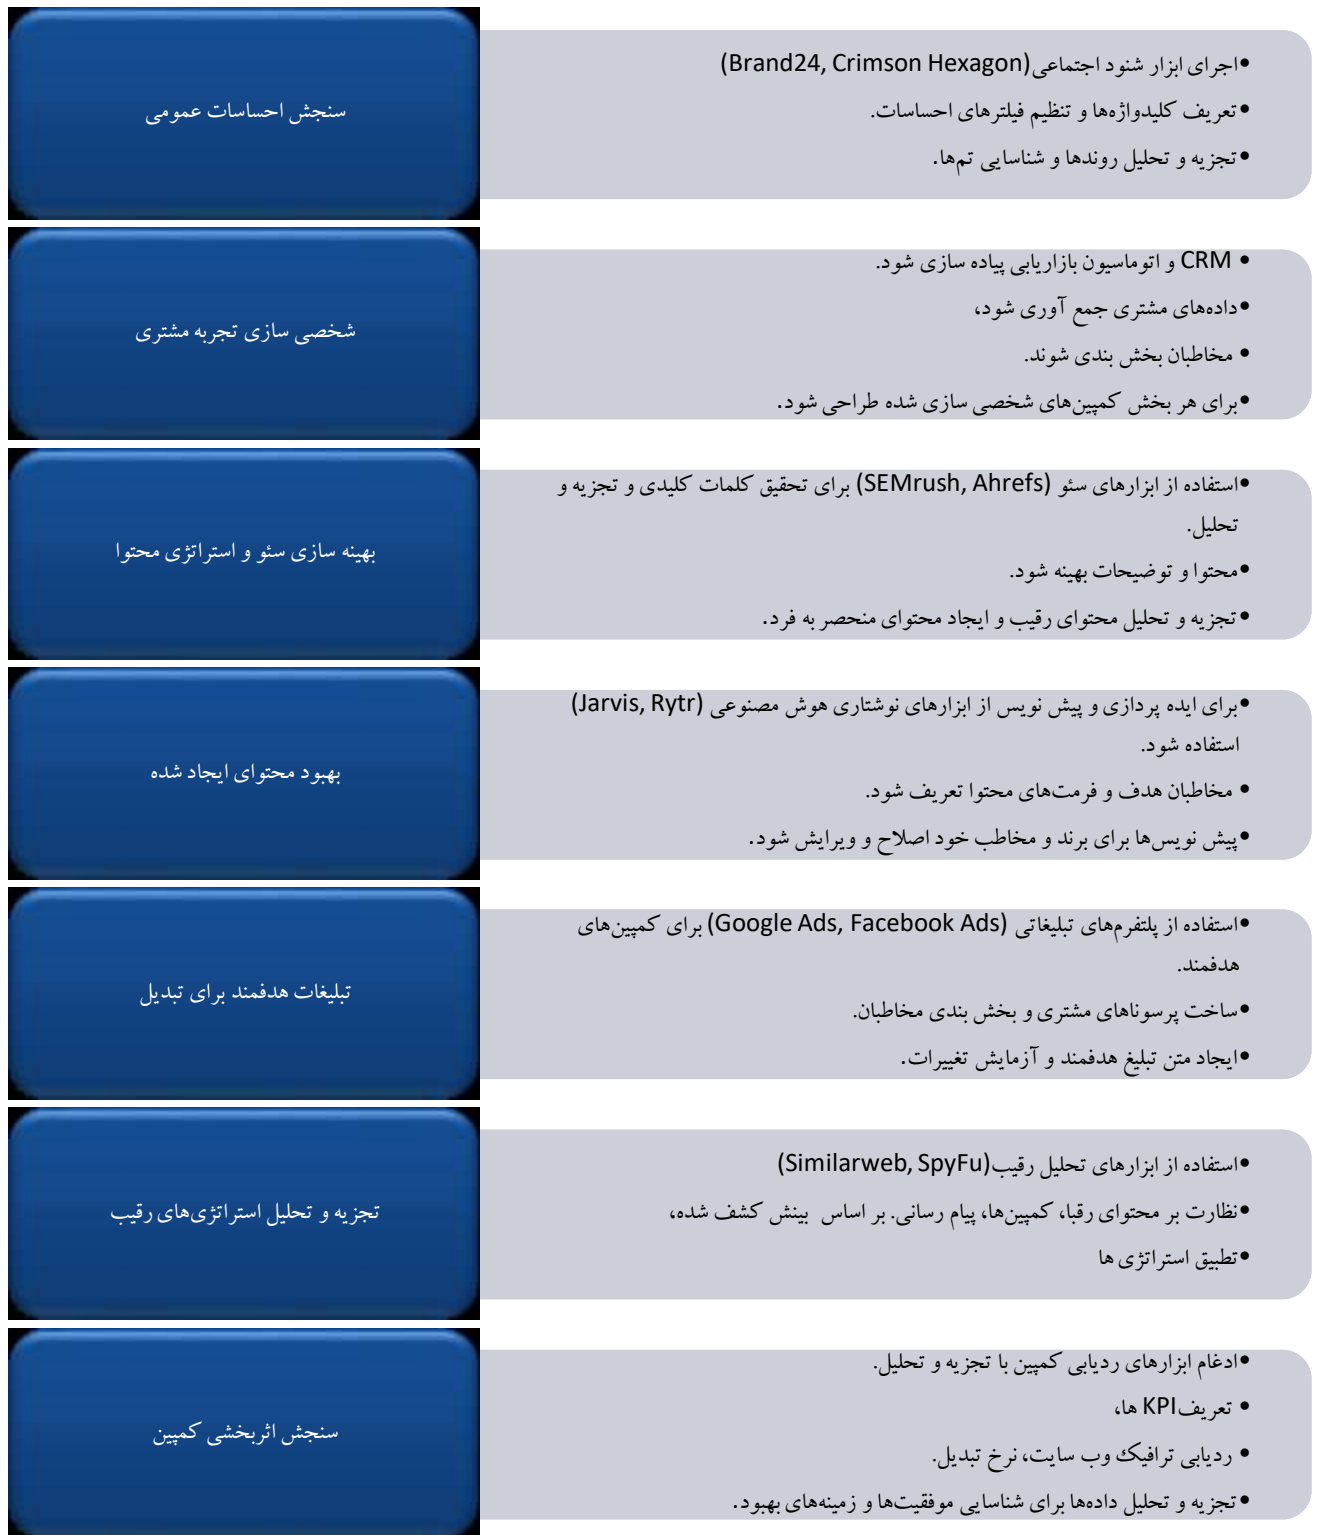 سنجش احساسات عمومی
•اجرای ابزار شنود اجتماعی(Brand24, Crimson Hexagon)
•تعریف کلیدواژه‌ها و تنظیم فیلترهای احساسات.
•تجزیه و تحلیل روندها و شناسایی تم‌ها.
شخصی سازی تجربه مشتری
• CRM و اتوماسیون بازاریابی پیاده سازی شود.
•داده‌های مشتری جمع آوری شود،
• مخاطبان بخش بندی شوند.
•برای هر بخش کمپین‌های شخصی سازی شده طراحی شود.
بهینه سازی سئو و استراتژی محتوا
•استفاده از ابزارهای سئو (SEMrush, Ahrefs) برای تحقیق کلمات کلیدی و تجزیه و
تحلیل.
•محتوا و توضیحات بهینه شود.
•تجزیه و تحلیل محتوای رقیب و ایجاد محتوای منحصر به فرد.
بهبود محتوای ایجاد شده
•برای ایده پردازی و پیش نویس از ابزارهای نوشتاری هوش مصنوعی (Jarvis, Rytr)
استفاده شود.
• مخاطبان هدف و فرمت‌های محتوا تعریف شود.
•پیش نویس‌ها برای برند و مخاطب خود اصلاح و ویرایش شود.
تبلیغات هدفمند برای تبدیل
•استفاده از پلتفرم‌های تبلیغاتی (Google Ads, Facebook Ads) برای کمپین‌های
هدفمند.
•ساخت پرسوناهای مشتری و بخش بندی مخاطبان.
•ایجاد متن تبلیغ هدفمند و آزمایش تغییرات.
تجزیه و تحلیل استراتژی‌های رقیب
•استفاده از ابزارهای تحلیل رقیب(Similarweb, SpyFu)
•نظارت بر محتوای رقبا، کمپین‌ها، پیام رسانی. بر اساس  بینش کشف شده،
•تطبیق استراتژی ها
سنجش اثربخشی کمپین
•ادغام ابزارهای ردیابی کمپین با تجزیه و تحلیل.
• تعریفKPI ها،
• ردیابی ترافیک وب سایت، نرخ تبدیل.
•تجزیه و تحلیل داده‌ها برای شناسایی موفقیت‌ها و زمینه‌های بهبود.